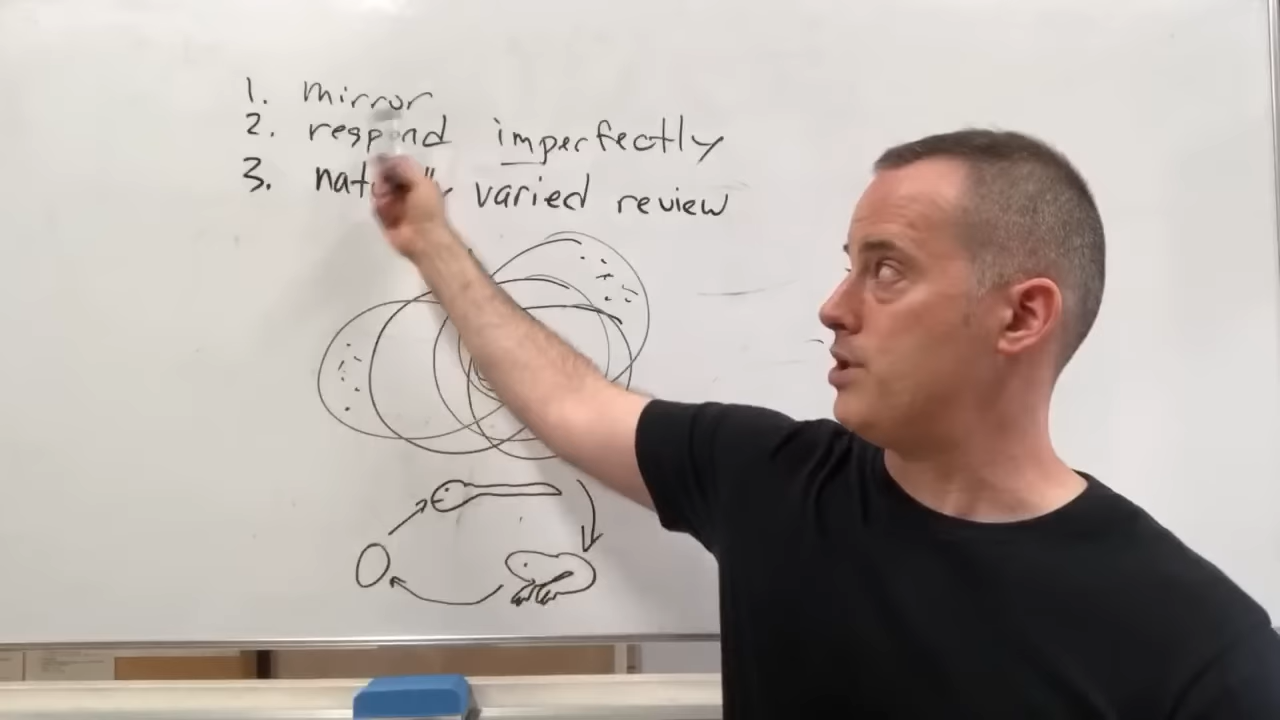 1. mirror
2. respond imperfectly
3. varied review